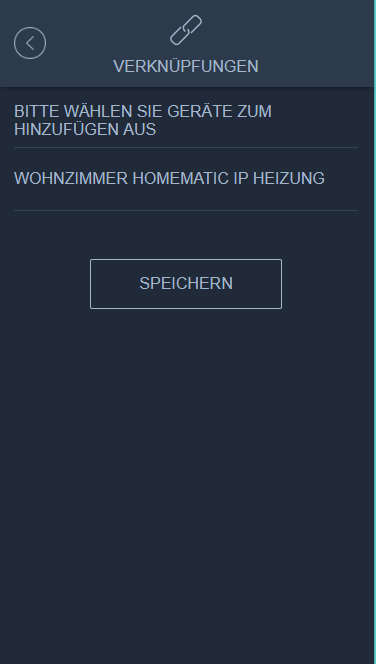 VERKNÜPFUNGEN
BITTE WÄHLEN SIE GERÄTE ZUM
HINZUFÜGEN AUS
WOHNZIMMER HOMEMATIC IP HEIZUNG
SPEICHERN